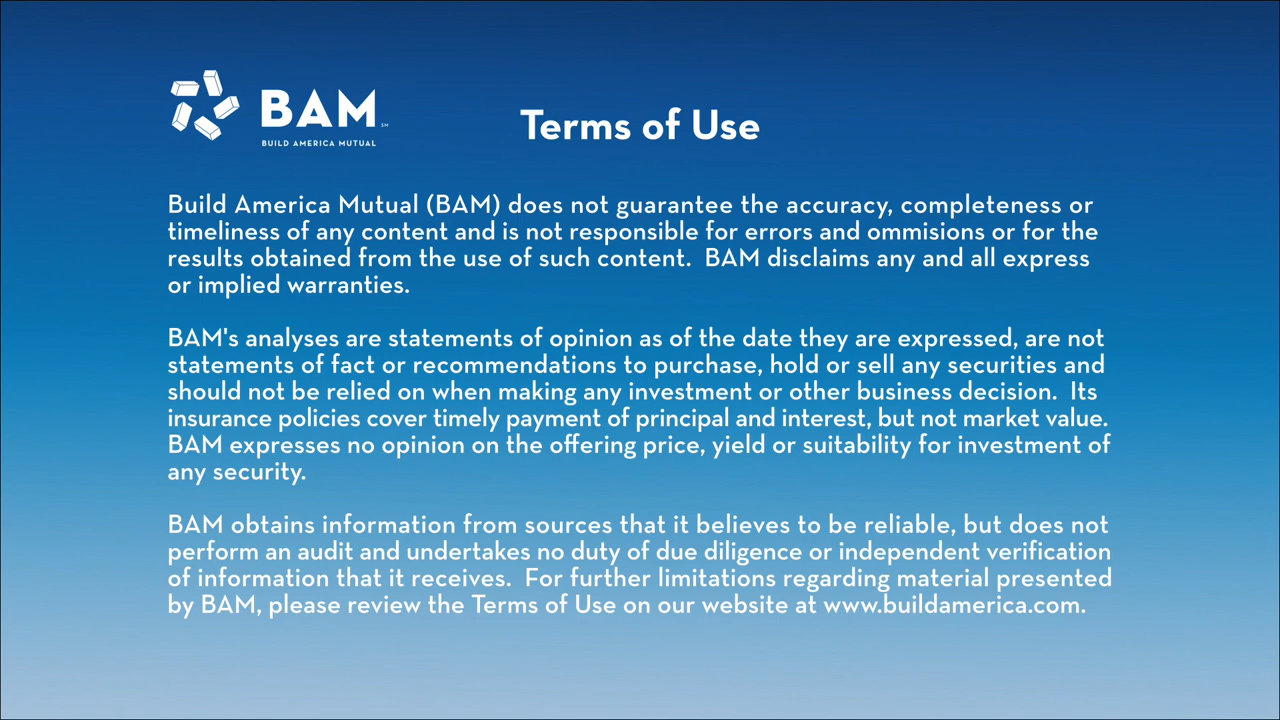 BAM SM
BUILD AMERICA MUTUAL
Terms of Use
Build America Mutual (BAM) does not guarantee the accuracy, completeness or
timeliness of any content and is not responsible for errors and ommisions or for the
results obtained from the use of such content.  BAM disclaims any and all express
or implied warranties.
BAM's analyses are statements of opinion as of the date they are expressed, are not
statements of fact or recommendations to purchase, hold or sell any securities and
should not be relied on when making any investment or other business decision.  Its
insurance policies cover timely payment of principal and interest, but not market value.
BAM expresses no opinion on the offering price, yield or suitability for investment of
any security.
BAM obtains information from sources that it believes to be reliable, but does not
perform an audit and undertakes no duty of due diligence or independent verification
of information that it receives.  For further limitations regarding material presented
by BAM, please review the Terms of Use on our website at www.buildamerica.com.